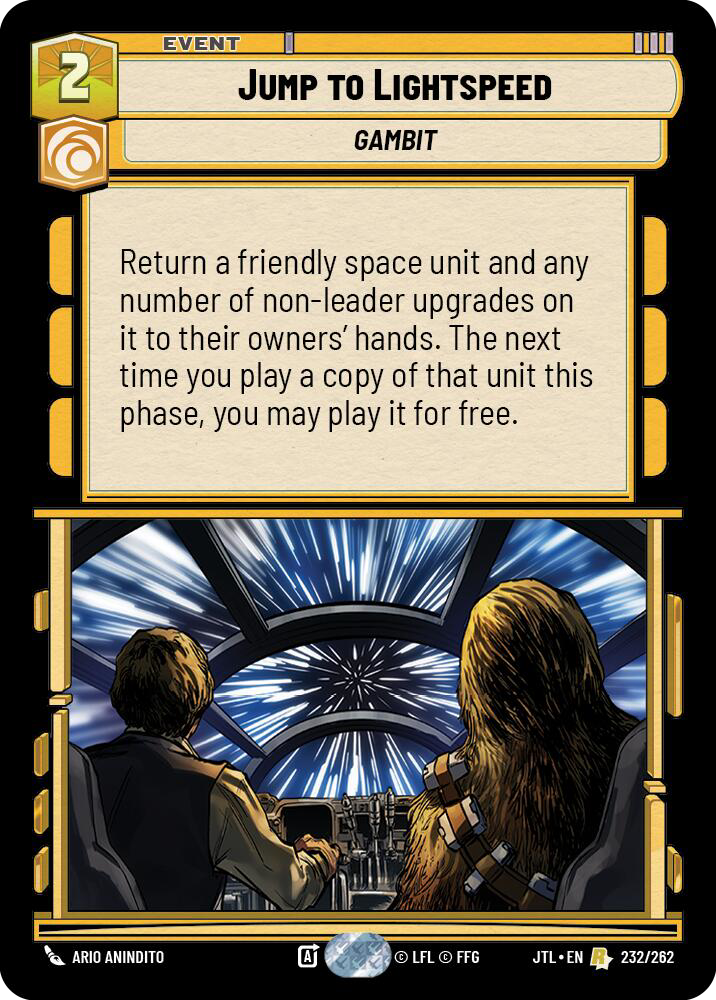 EVENT
2
JUMP TO LIGHTSPEED
GAMBIT
Return a friendly space unit and any
number of non-leader upgrades on
it to their owners' hands. The next
time you play a copy of that unit this
phase, you may play it for free.
ARIO ANINDITO
A
© LFL © FFG
JTL • EN
R
232/262